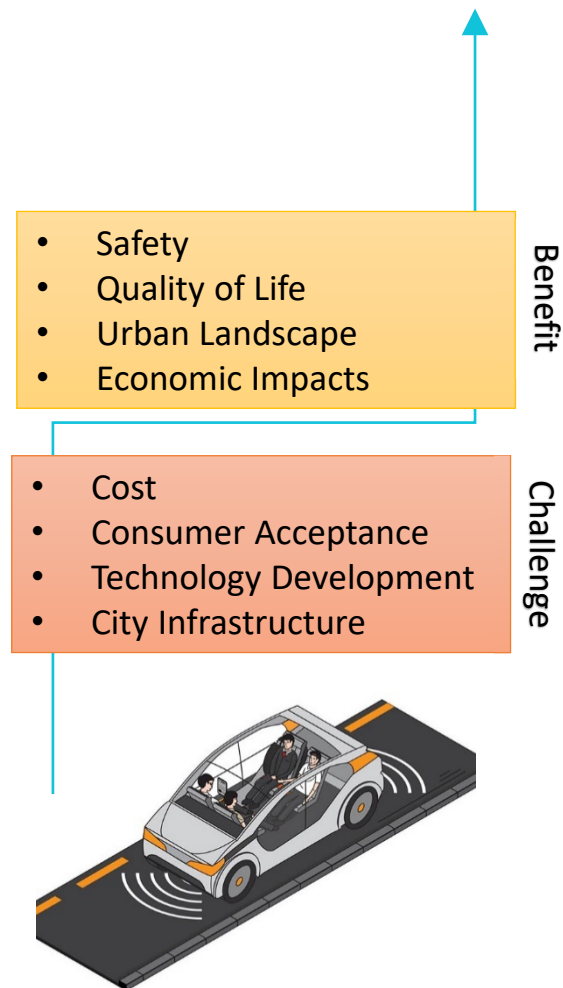 • Safety
• Quality of Life
• Urban Landscape
• Economic Impacts
Benefit
• Cost
• Consumer Acceptance
• Technology Development
• City Infrastructure
Challenge